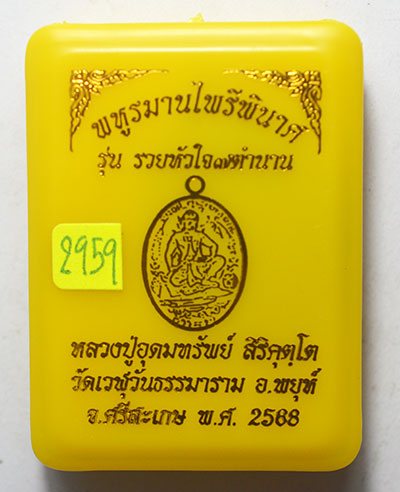 พหูรมานไพรีพินาศ
รุ่น รวยหัวใจ๗ตำนาน
2959
หลวงปู่อุดมทรัพย์ สิริคุตฺโต
วัดเวฬุวันธรรมาราม อ.พยุห์
จ.ศรีสะเกษ พ.ศ. 2568